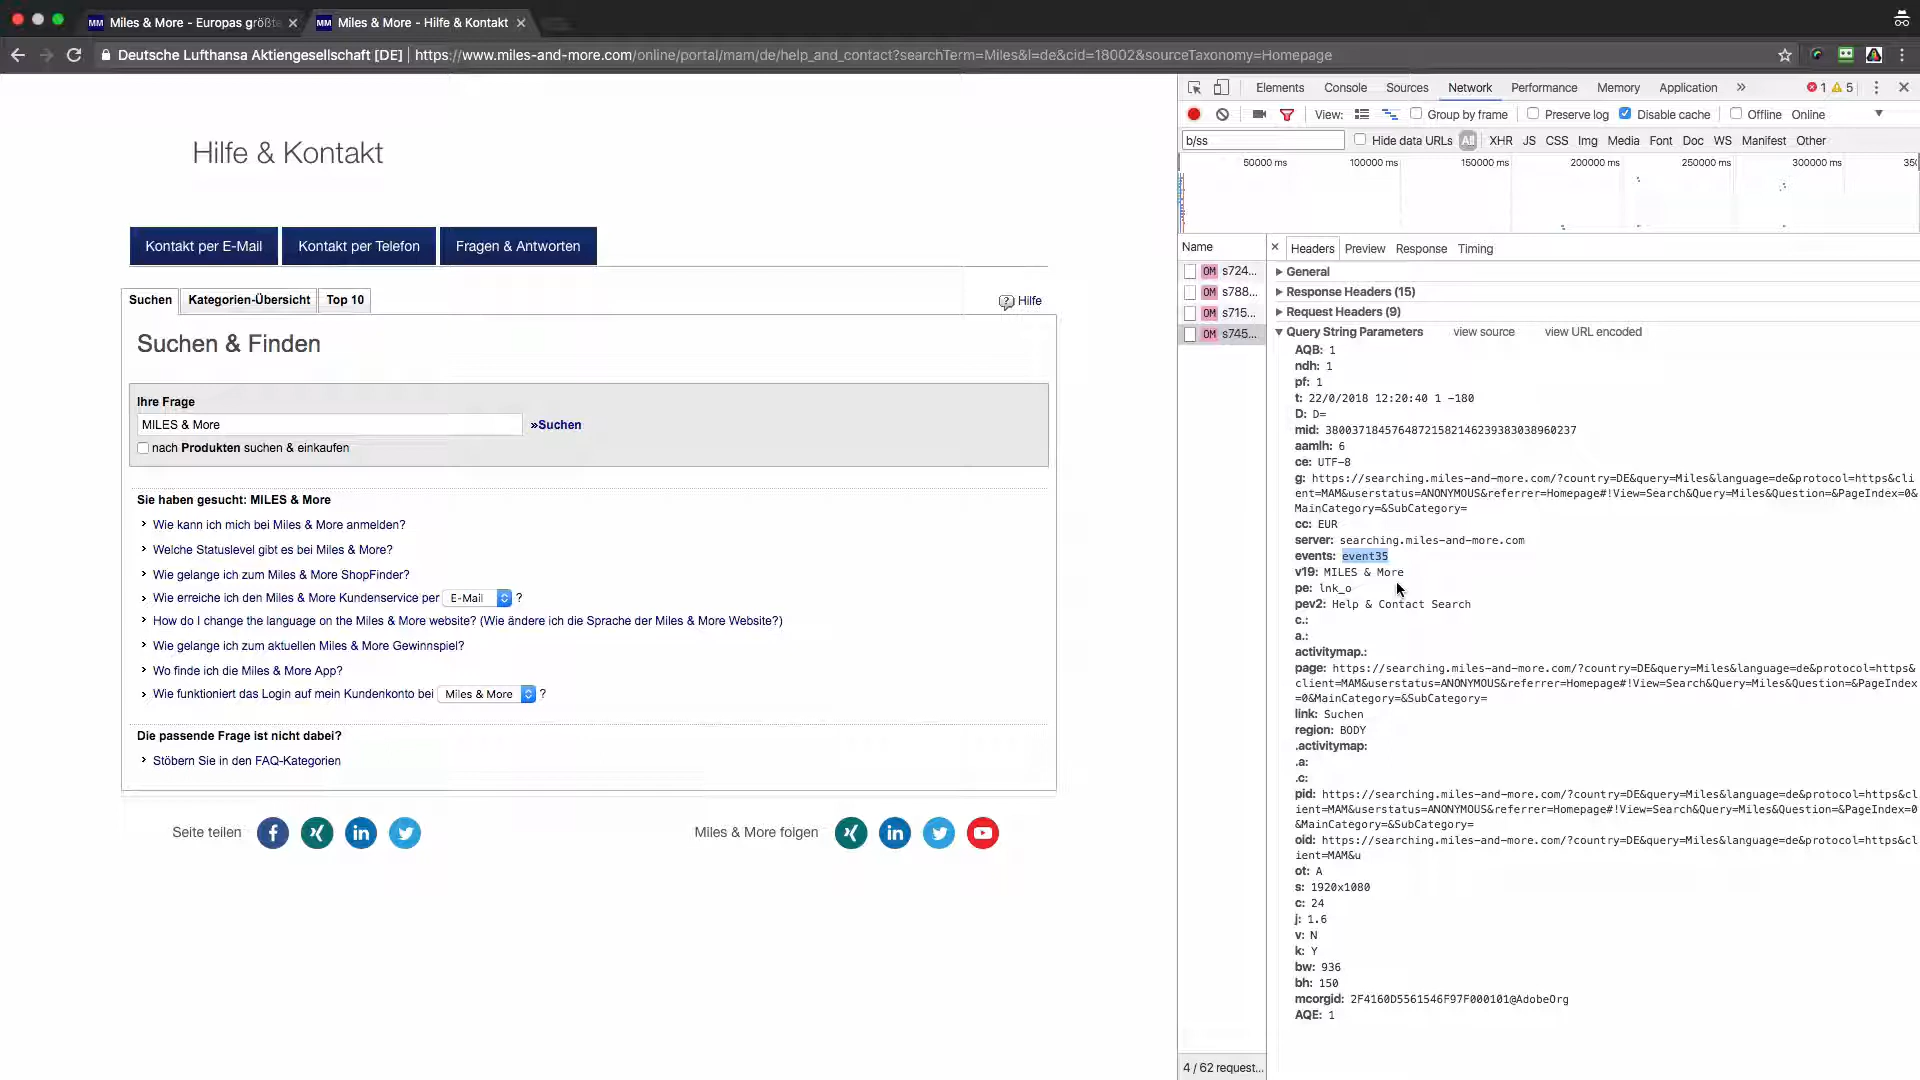 MM Miles & More - Europas größte
MM Miles & More - Hilfe & Kontakt
Deutsche Lufthansa Aktiengesellschaft [DE] | https://www.miles-and-more.com/online/portal/mam/de/help_and_contact?searchTerm=Miles&l=de&cid=18002&sourceTaxonomy=Homepage
Hilfe & Kontakt
Kontakt per E-Mail
Kontakt per Telefon
Fragen & Antworten
Suchen
Kategorien-Übersicht
Top 10
Hilfe
Suchen & Finden
Ihre Frage
MILES & More
»Suchen
nach Produkten suchen & einkaufen
Sie haben gesucht: MILES & More
Wie kann ich mich bei Miles & More anmelden?
Welche Statuslevel gibt es bei Miles & More?
Wie gelange ich zum Miles & More ShopFinder?
Wie erreiche ich den Miles & More Kundenservice per E-Mail ?
How do I change the language on the Miles & More website? (Wie ändere ich die Sprache der Miles & More Website?)
Wie gelange ich zum aktuellen Miles & More Gewinnspiel?
Wo finde ich die Miles & More App?
Wie funktioniert das Login auf mein Kundenkonto bei Miles & More ?
Die passende Frage ist nicht dabei?
Stöbern Sie in den FAQ-Kategorien
Seite teilen
Miles & More folgen
Elements Console Sources Network Performance Memory Application » 1 5
View: Group by frame Preserve log Disable cache Offline Online
b/ss Hide data URLs All XHR JS CSS Img Media Font Doc WS Manifest Other
50000 ms 100000 ms 150000 ms 200000 ms 250000 ms 300000 ms 350
Name
OM s724...
OM s788...
OM s715...
OM s745...
4 / 62 request...
Headers Preview Response Timing
General
Response Headers (15)
Request Headers (9)
Query String Parameters view source view URL encoded
AQB: 1
ndh: 1
pf: 1
t: 22/0/2018 12:20:40 1 -180
D: D=
mid: 38003718457648721582146239383038960237
aamlh: 6
ce: UTF-8
g: https://searching.miles-and-more.com/?country=DE&query=Miles&language=de&protocol=https&cli
ent=MAM&userstatus=ANONYMOUS&referrer=Homepage#!View=Search&Query=Miles&Question=&PageIndex=0&
MainCategory=&SubCategory=
cc: EUR
server: searching.miles-and-more.com
events: event35
v19: MILES & More
pe: lnk_o
pev2: Help & Contact Search
c.:
a.:
activitymap.:
page: https://searching.miles-and-more.com/?country=DE&query=Miles&language=de&protocol=https&
client=MAM&userstatus=ANONYMOUS&referrer=Homepage#!View=Search&Query=Miles&Question=&PageIndex
=0&MainCategory=&SubCategory=
link: Suchen
region: BODY
.activitymap:
.a:
.c:
pid: https://searching.miles-and-more.com/?country=DE&query=Miles&language=de&protocol=https&cl
ient=MAM&userstatus=ANONYMOUS&referrer=Homepage#!View=Search&Query=Miles&Question=&PageIndex=0
&MainCategory=&SubCategory=
oid: https://searching.miles-and-more.com/?country=DE&query=Miles&language=de&protocol=https&cl
ient=MAM&u
ot: A
s: 1920x1080
c: 24
j: 1.6
v: N
k: Y
bw: 936
bh: 150
mcorgid: 2F4160D5561546F97F000101@AdobeOrg
AQE: 1